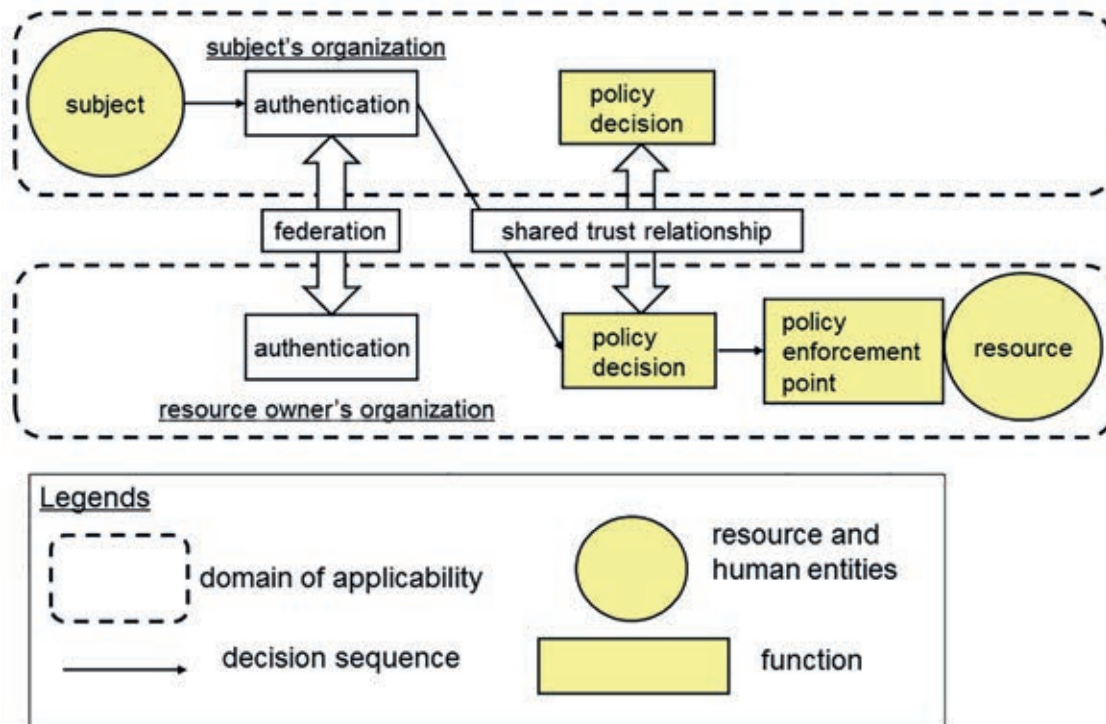 subject's organization
subject
authentication
policy
decision
federation
shared trust relationship
authentication
policy
decision
policy
enforcement
point
resource
resource owner's organization
Legends
domain of applicability
resource and
human entities
decision sequence
function